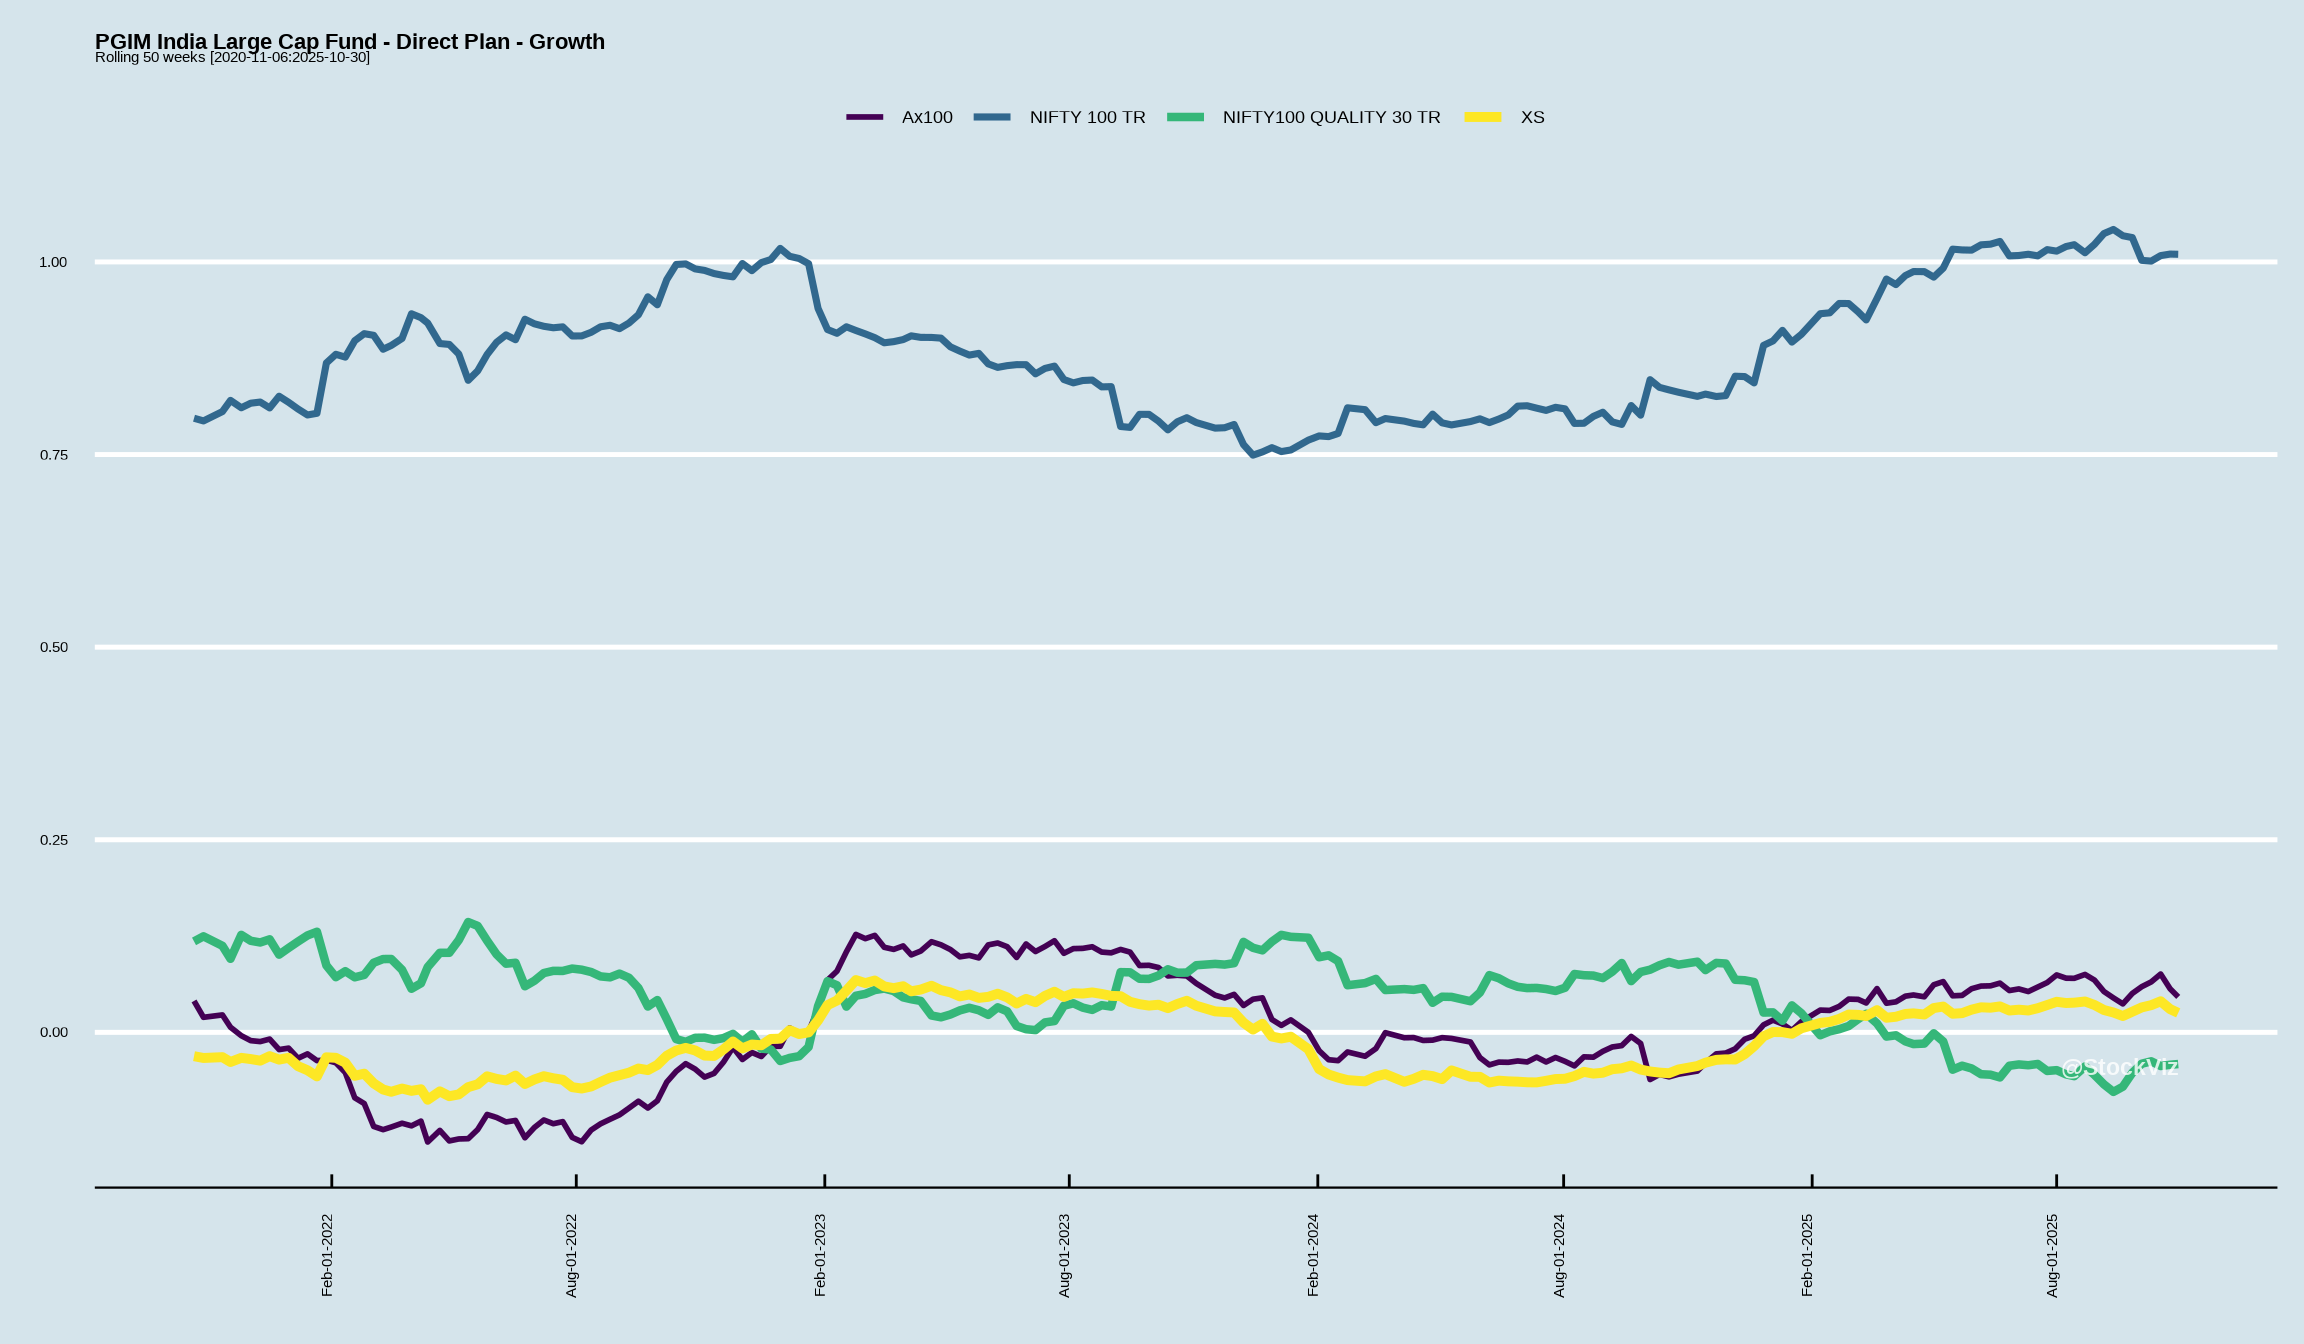 PGIM India Large Cap Fund - Direct Plan - Growth
Rolling 50 weeks [2020-11-06:2025-10-30]
Ax100 NIFTY 100 TR NIFTY100 QUALITY 30 TR XS
1.00
0.75
0.50
0.25
0.00
@StockViz
Feb-01-2022
Aug-01-2022
Feb-01-2023
Aug-01-2023
Feb-01-2024
Aug-01-2024
Feb-01-2025
Aug-01-2025